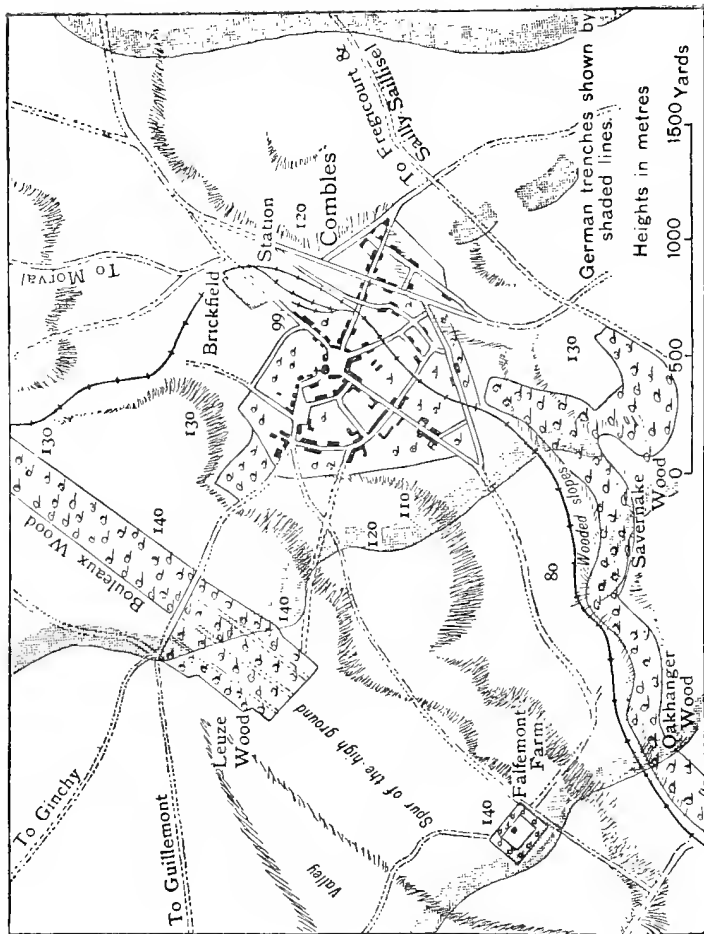 To Ginchy
To Guillemont
Bouleaux Wood
130
140
Leuze
Wood
140
130
To Morval
Brickfield
99
Station
120
Combles
Valley
Spur of the high ground
120
110
140
Falfemont
Farm
80
Wooded slopes
130
To Fregicourt &
Sailly Saillisel
Oakhanger
Wood
Savernake
Wood
German trenches shown by
shaded lines.
Heights in metres
0 500 1000 1500 Yards